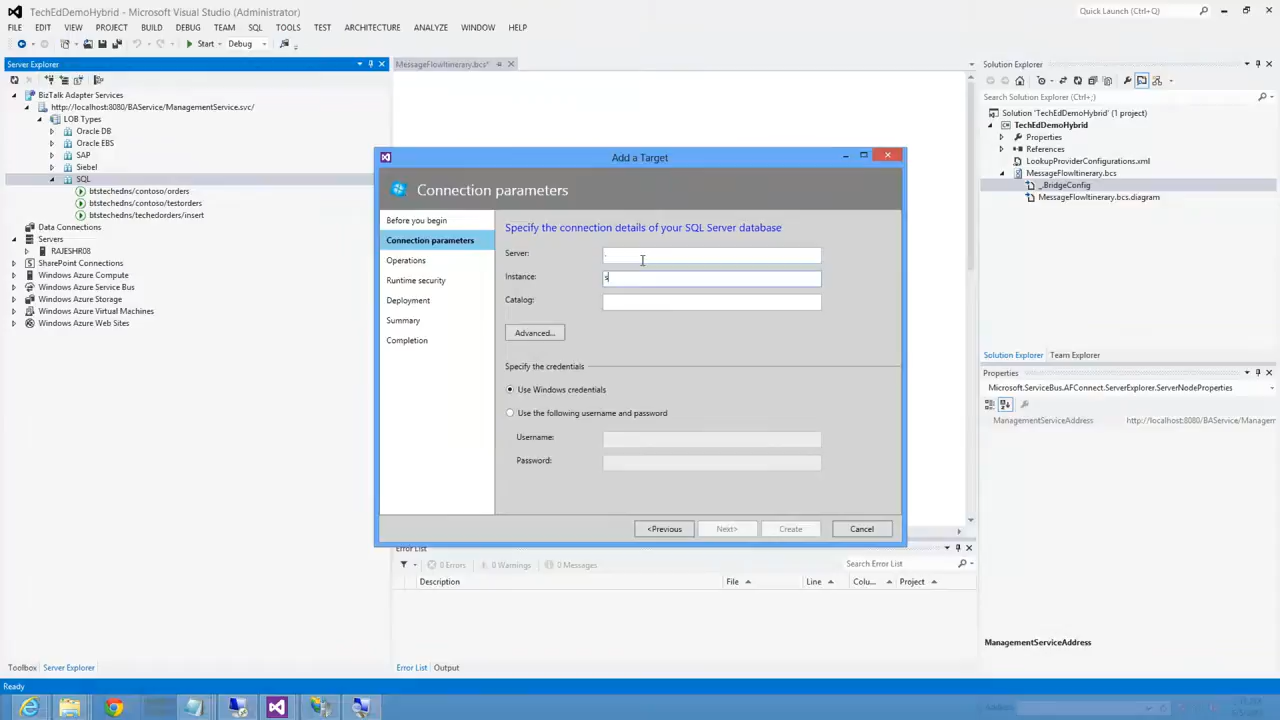 TechEdDemoHybrid - Microsoft Visual Studio (Administrator)
Quick Launch (Ctrl+;)
FILE EDIT VIEW PROJECT BUILD DEBUG TEAM SQL TOOLS TEST ARCHITECTURE ANALYZE WINDOW HELP
Start Debug
Server Explorer
BizTalk Adapter Services
http://localhost:8080/BAService/ManagementService.svc/
LOB Types
Oracle DB
Oracle EBS
SAP
Siebel
SQL
btstechedns/contoso/orders
btstechedns/contoso/testorders
btstechedns/techedorders/insert
Data Connections
Servers
RAJESHR08
SharePoint Connections
Windows Azure Compute
Windows Azure Service Bus
Windows Azure Storage
Windows Azure Virtual Machines
Windows Azure Web Sites
Toolbox Server Explorer
MessageFlowItinerary.bcs*
Add a Target
Connection parameters
Before you begin
Connection parameters
Operations
Runtime security
Deployment
Summary
Completion
Specify the connection details of your SQL Server database
Server: .
Instance: s
Catalog:
Advanced...
Specify the credentials
Use Windows credentials
Use the following username and password
Username:
Password:
<Previous Next> Create Cancel
Error List
0 Errors 0 Warnings 0 Messages Search Error List
Description File Line Colu... Project
Error List Output
Solution Explorer
Search Solution Explorer (Ctrl+;)
Solution 'TechEdDemoHybrid' (1 project)
TechEdDemoHybrid
Properties
References
LookupProviderConfigurations.xml
MessageFlowItinerary.bcs
_.BridgeConfig
MessageFlowItinerary.bcs.diagram
Solution Explorer Team Explorer
Properties
Microsoft.ServiceBus.AFConnect.ServerExplorer.ServerNodeProperties
ManagementServiceAddress http://localhost:8080/BAService/Managem
ManagementServiceAddress
Ready